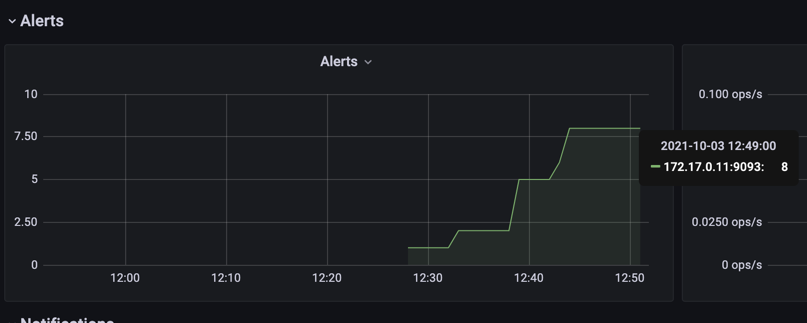 Alerts
Alerts
10
7.50
5
2.50
0
12:00 12:10 12:20 12:30 12:40 12:50
2021-10-03 12:49:00
172.17.0.11:9093: 8
0.100 ops/s
0.0250 ops/s
0 ops/s
Notifications